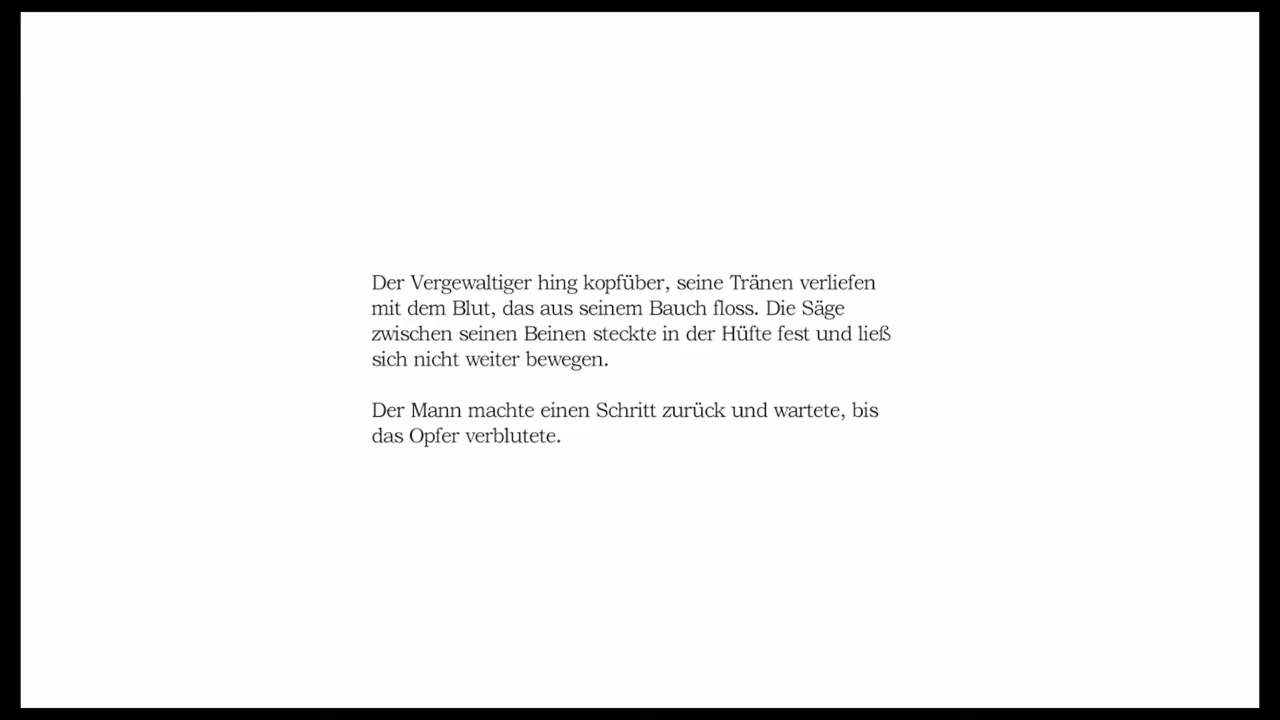 Der Vergewaltiger hing kopfüber, seine Tränen verliefen
mit dem Blut, das aus seinem Bauch floss. Die Säge
zwischen seinen Beinen steckte in der Hüfte fest und ließ
sich nicht weiter bewegen.
Der Mann machte einen Schritt zurück und wartete, bis
das Opfer verblutete.